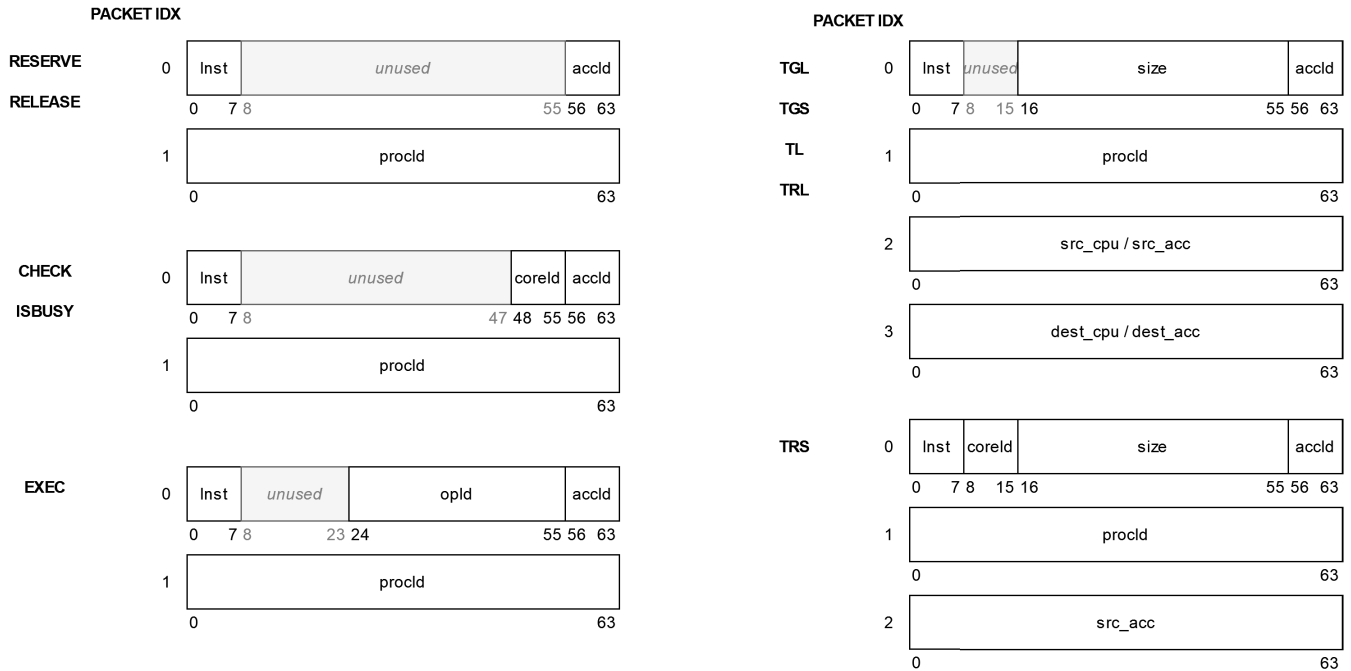 PACKET IDX
RESERVE
RELEASE
0 Inst unused accId
0 7 8 55 56 63
1 procId
0 63
CHECK
ISBUSY
0 Inst unused coreId accId
0 7 8 47 48 55 56 63
1 procId
0 63
EXEC
0 Inst unused opId accId
0 7 8 23 24 55 56 63
1 procId
0 63
PACKET IDX
TGL
TGS
TL
TRL
0 Inst unused size accId
0 7 8 15 16 55 56 63
1 procId
0 63
2 src_cpu / src_acc
0 63
3 dest_cpu / dest_acc
0 63
TRS
0 Inst coreId size accId
0 7 8 15 16 55 56 63
1 procId
0 63
2 src_acc
0 63